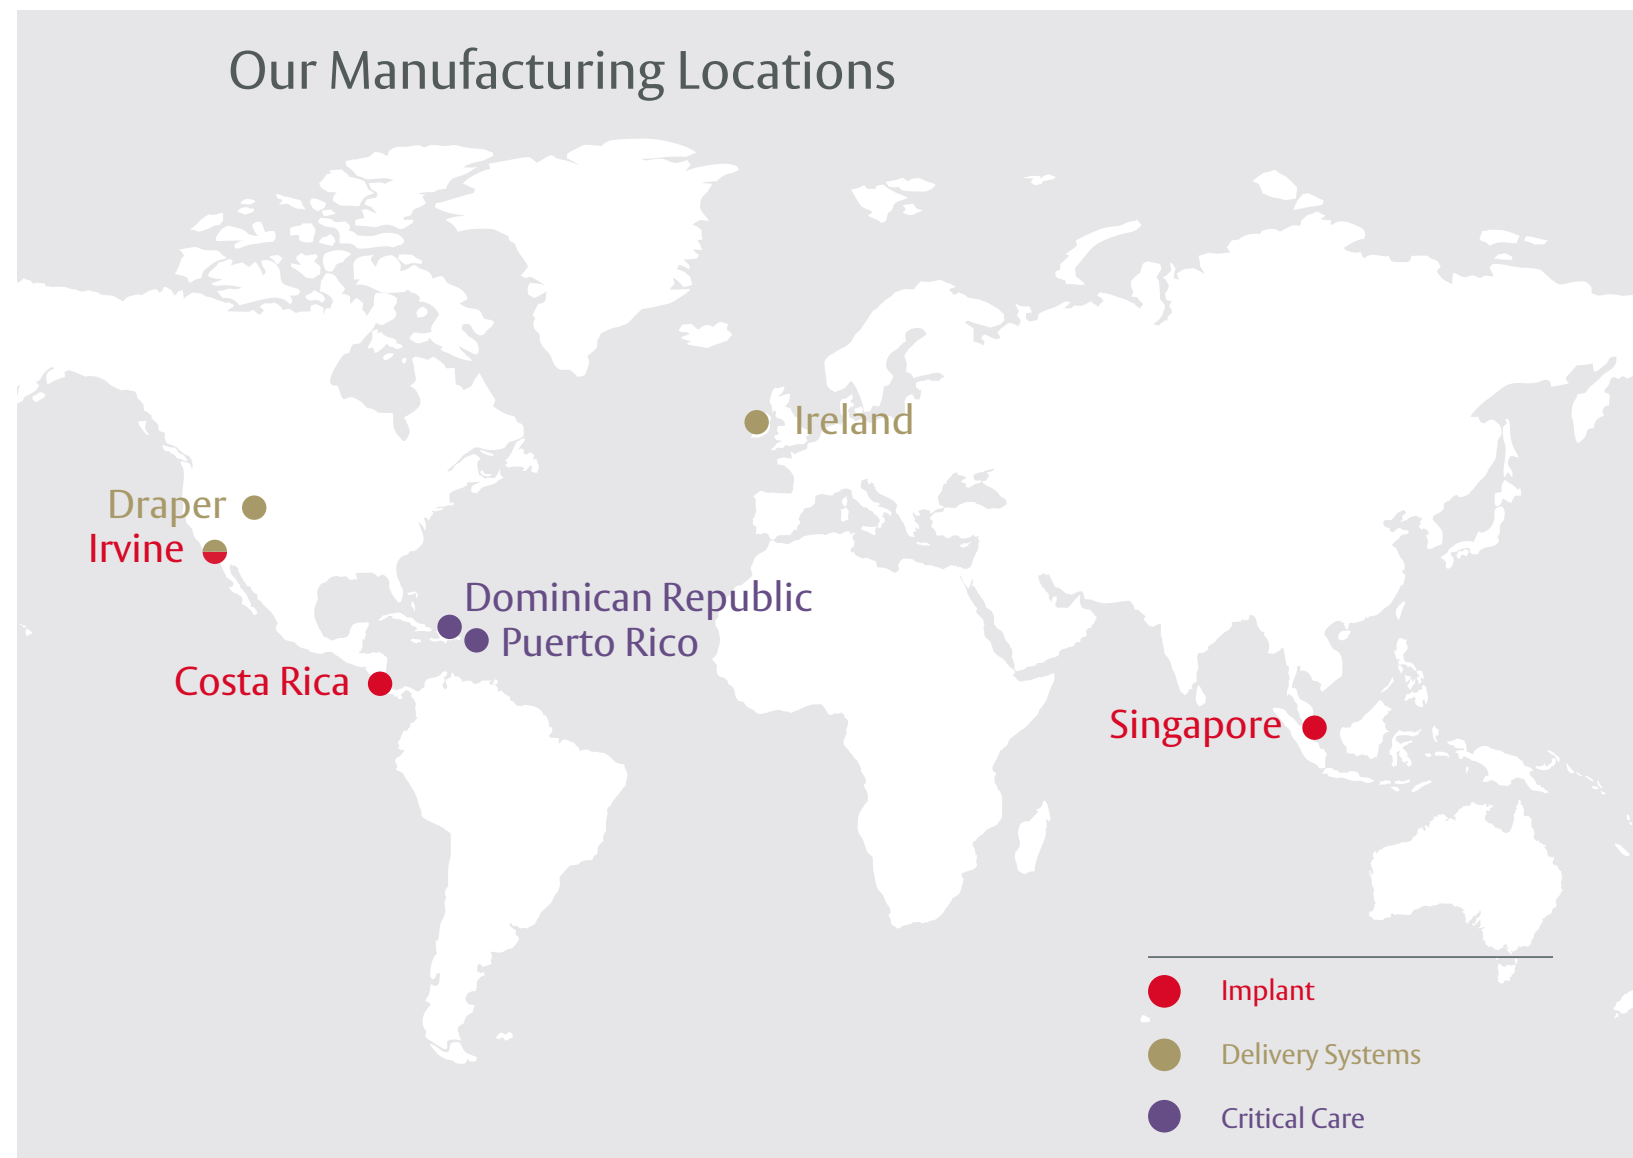 Our Manufacturing Locations
Ireland
Draper
Irvine
Dominican Republic
Puerto Rico
Costa Rica
Singapore
Implant
Delivery Systems
Critical Care